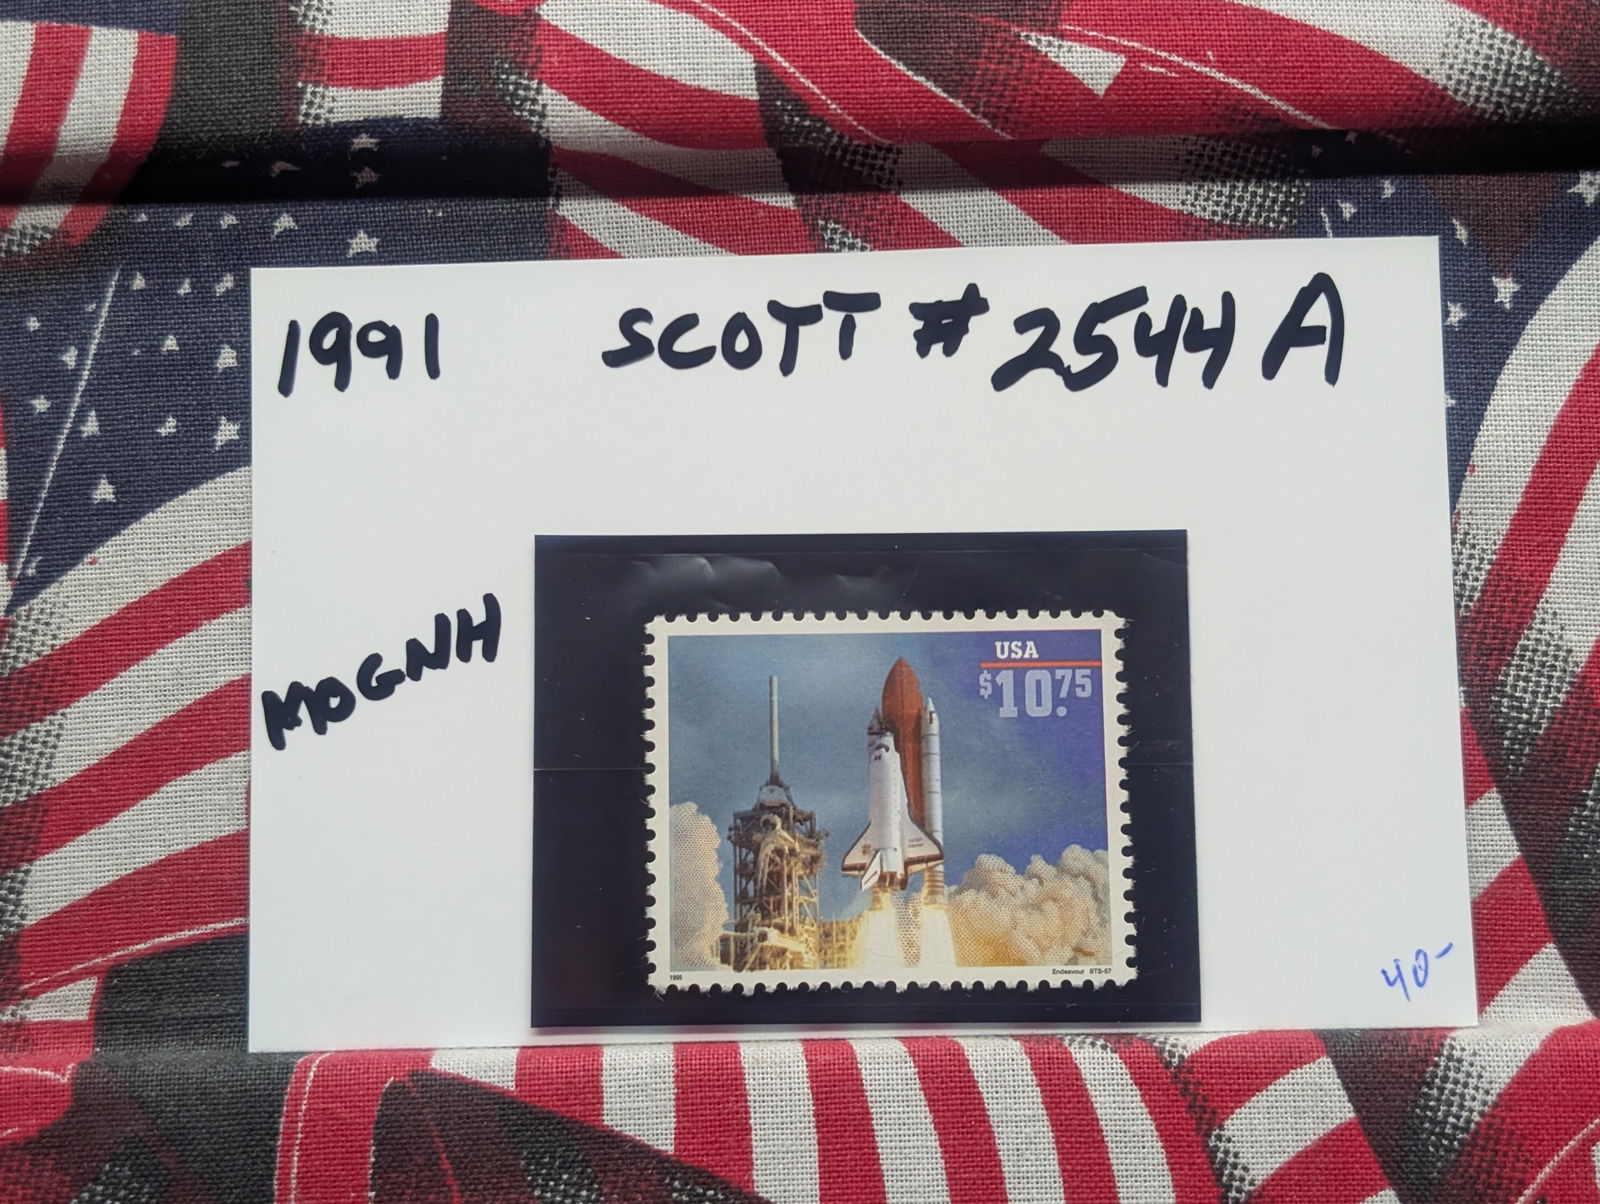 1991 SCOTT # 2544 A
MOGNH
USA
$10.75
1995
Endeavour STS-57
40-